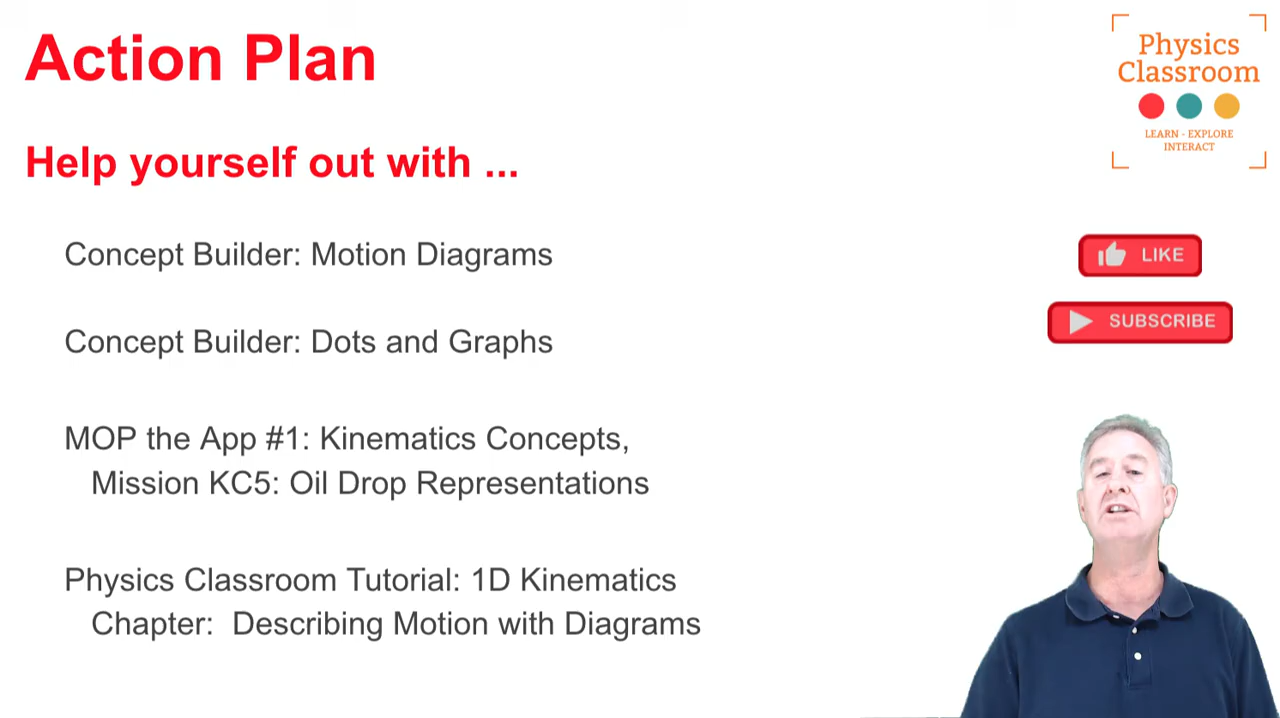 Action Plan
Physics
Classroom
LEARN - EXPLORE
INTERACT
Help yourself out with ...
Concept Builder: Motion Diagrams
LIKE
Concept Builder: Dots and Graphs
SUBSCRIBE
MOP the App #1: Kinematics Concepts,
Mission KC5: Oil Drop Representations
Physics Classroom Tutorial: 1D Kinematics
Chapter:  Describing Motion with Diagrams